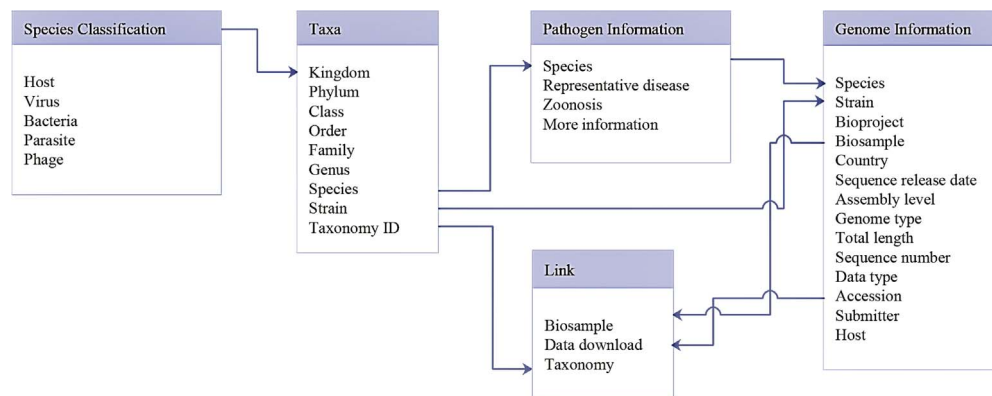 Species Classification
Host
Virus
Bacteria
Parasite
Phage
Taxa
Kingdom
Phylum
Class
Order
Family
Genus
Species
Strain
Taxonomy ID
Pathogen Information
Species
Representative disease
Zoonosis
More information
Link
Biosample
Data download
Taxonomy
Genome Information
Species
Strain
Bioproject
Biosample
Country
Sequence release date
Assembly level
Genome type
Total length
Sequence number
Data type
Accession
Submitter
Host